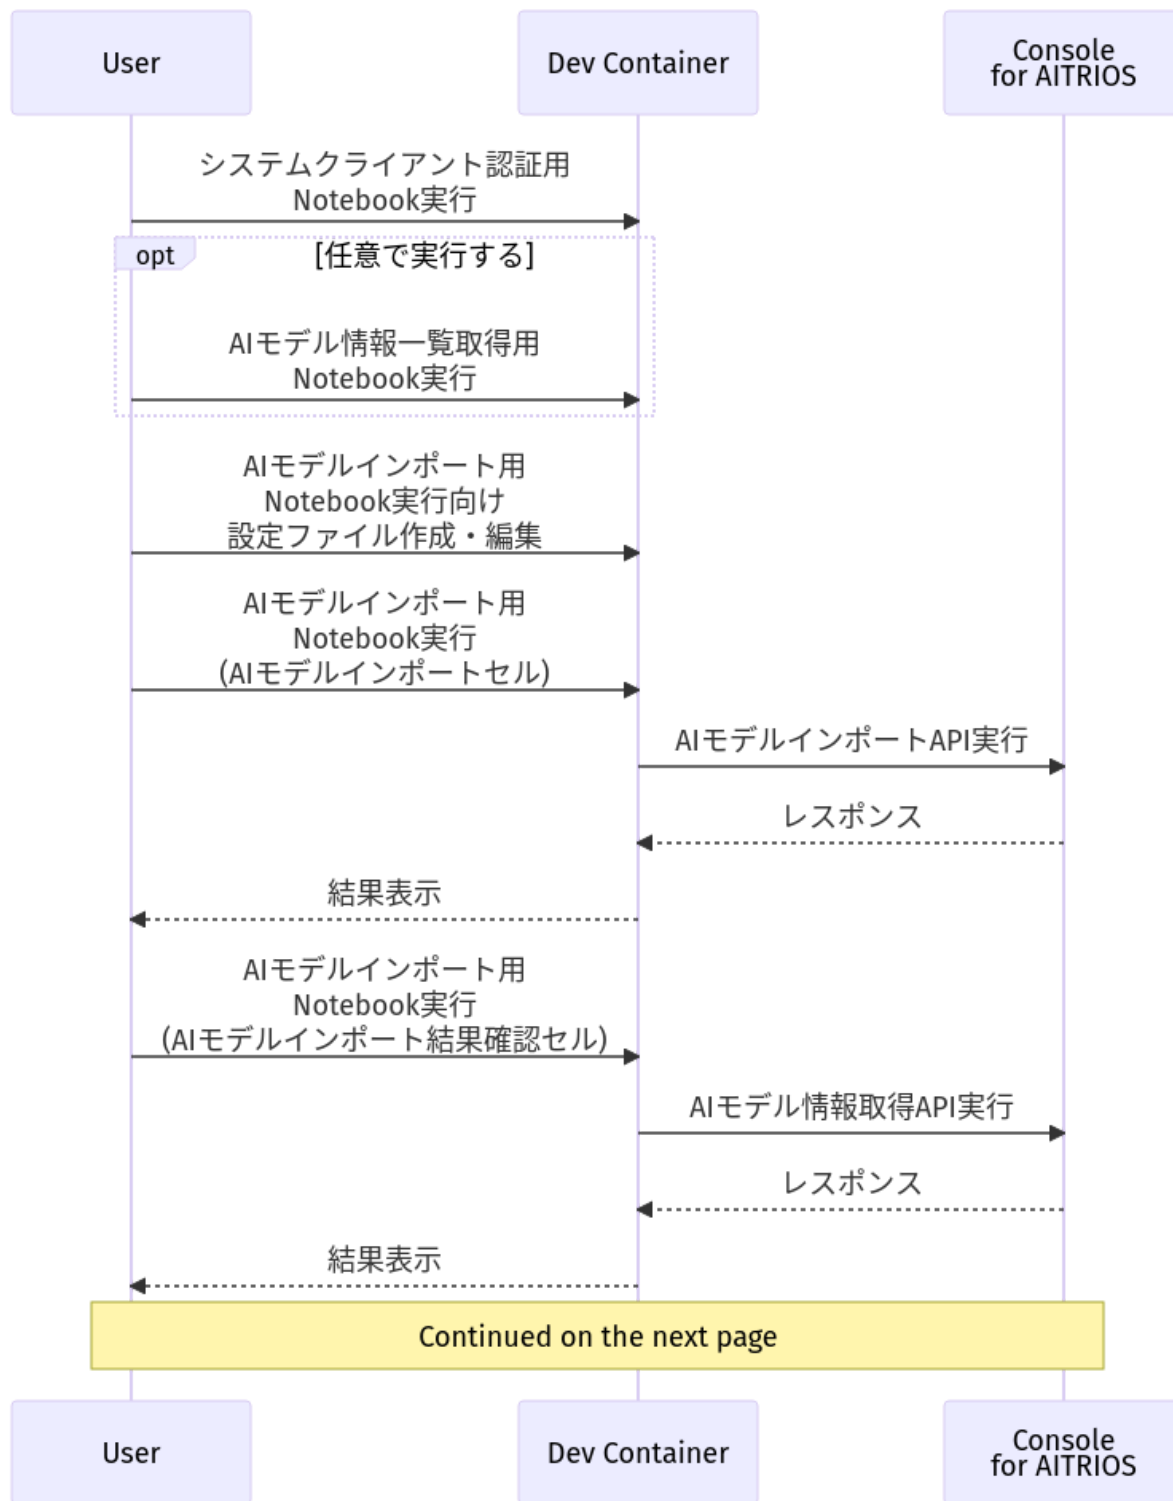 User
Dev Container
Console
for AITRIOS
システムクライアント認証用
Notebook実行
opt
[任意で実行する]
AIモデル情報一覧取得用
Notebook実行
AIモデルインポート用
Notebook実行向け
設定ファイル作成・編集
AIモデルインポート用
Notebook実行
(AIモデルインポートセル)
AIモデルインポートAPI実行
レスポンス
結果表示
AIモデルインポート用
Notebook実行
(AIモデルインポート結果確認セル)
AIモデル情報取得API実行
レスポンス
結果表示
Continued on the next page
User
Dev Container
Console
for AITRIOS